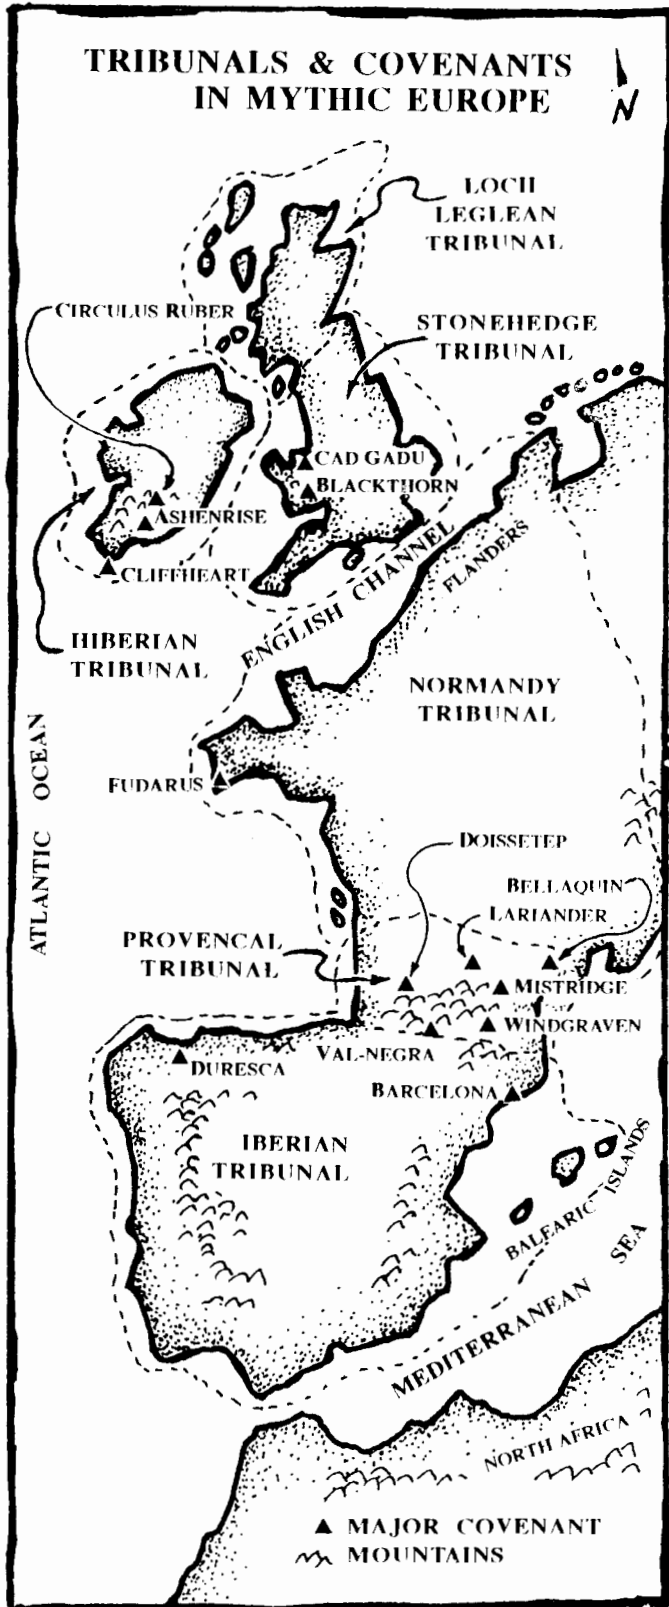 TRIBUNALS & COVENANTS
IN MYTHIC EUROPE
N
LOCH
LEGLEAN
TRIBUNAL
CIRCULUS RUBER
STONEHEDGE
TRIBUNAL
CAD GADU
BLACKTHORN
ASHENRISE
CLIFFHEART
ENGLISH CHANNEL
FLANDERS
HIBERIAN
TRIBUNAL
NORMANDY
TRIBUNAL
ATLANTIC OCEAN
FUDARUS
DOISSETEP
BELLAQUIN
LARIANDER
PROVENCAL
TRIBUNAL
MISTRIDGE
WINDGRAVEN
VAL-NEGRA
DURESCA
BARCELONA
IBERIAN
TRIBUNAL
BALEARIC ISLANDS
MEDITERRANEAN SEA
NORTH AFRICA
MAJOR COVENANT
MOUNTAINS